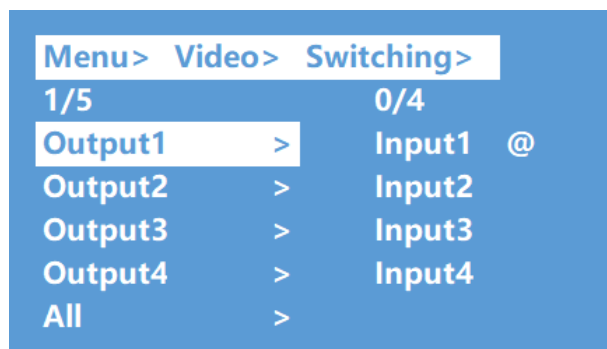 Menu> Video> Switching>
1/5 0/4
Output1 > Input1 @
Output2 > Input2
Output3 > Input3
Output4 > Input4
All >